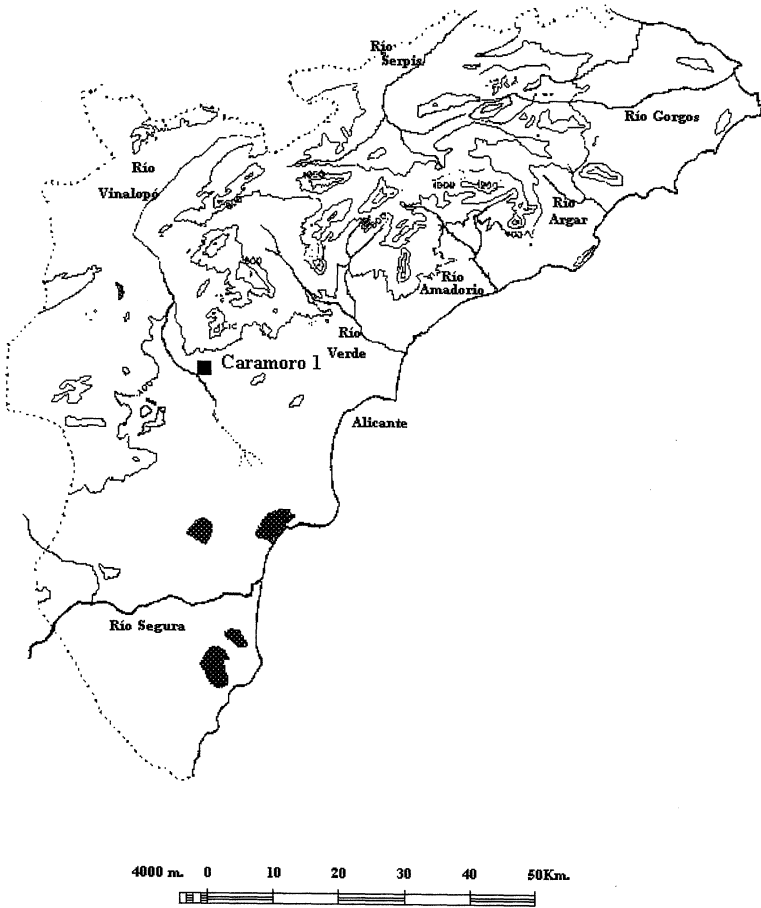 Río
Serpis
Río Gorgos
Río
Vinalopó
Río
Argar
Río
Amadorio
Río
Verde
Caramoro 1
Alicante
Río Segura
4000 m. 0 10 20 30 40 50Km.